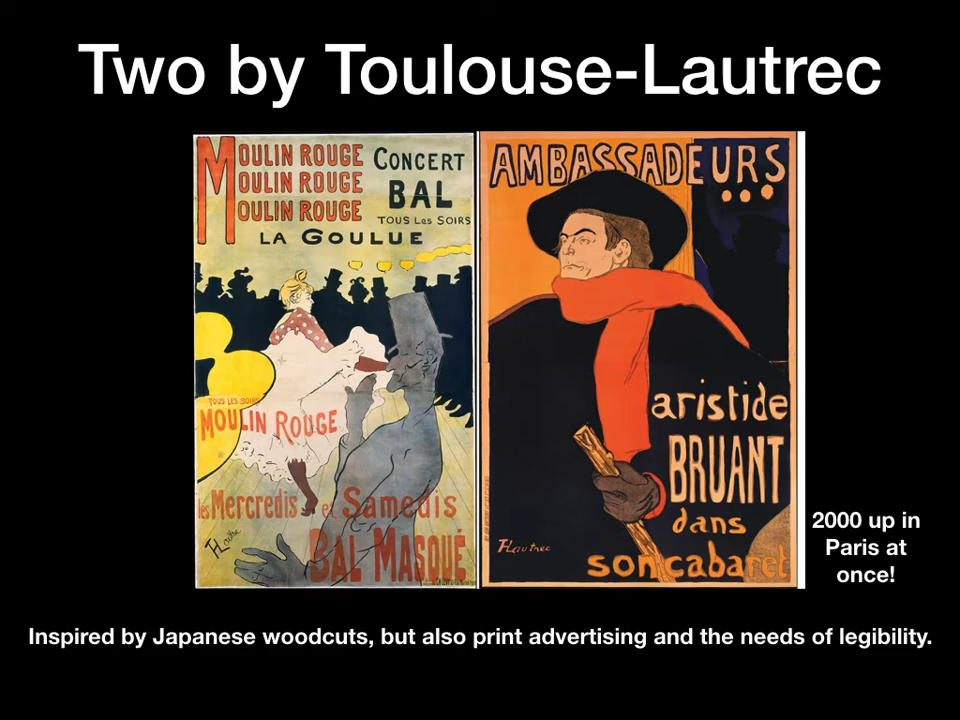 Two by Toulouse-Lautrec
MOULIN ROUGE
MOULIN ROUGE
MOULIN ROUGE
CONCERT
BAL
TOUS Les SOIRS
LA GOULUE
TOUS LES SOIRS
MOULIN ROUGE
les Mercredis et Samedis
BAL MASQUÉ
AMBASSADEURS
...
aristide
BRUANT
dans
son cabaret
HLautrec
2000 up in
Paris at
once!
Inspired by Japanese woodcuts, but also print advertising and the needs of legibility.